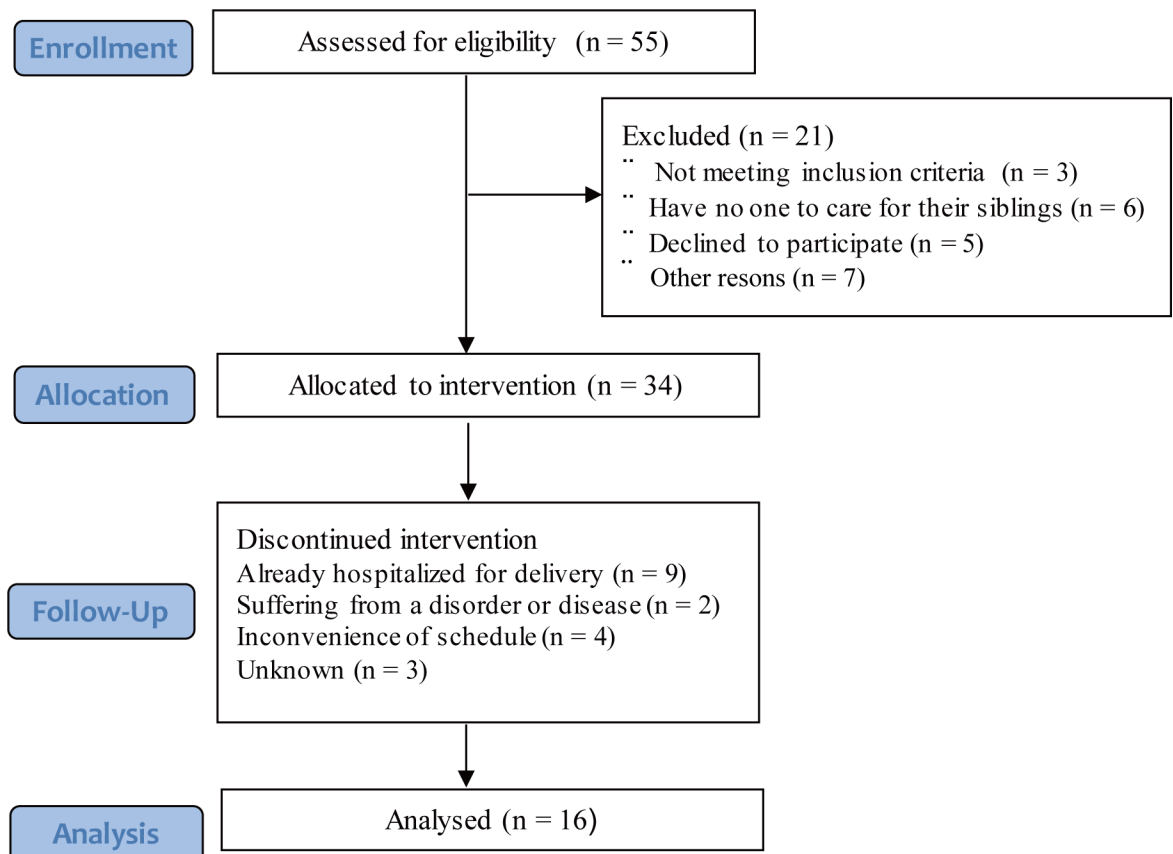 Enrollment
Assessed for eligibility (n = 55)
Excluded (n = 21)
¨ Not meeting inclusion criteria (n = 3)
¨ Have no one to care for their siblings (n = 6)
¨ Declined to participate (n = 5)
¨ Other resons (n = 7)
Allocation
Allocated to intervention (n = 34)
Follow-Up
Discontinued intervention
Already hospitalized for delivery (n = 9)
Suffering from a disorder or disease (n = 2)
Inconvenience of schedule (n = 4)
Unknown (n = 3)
Analysis
Analysed (n = 16)